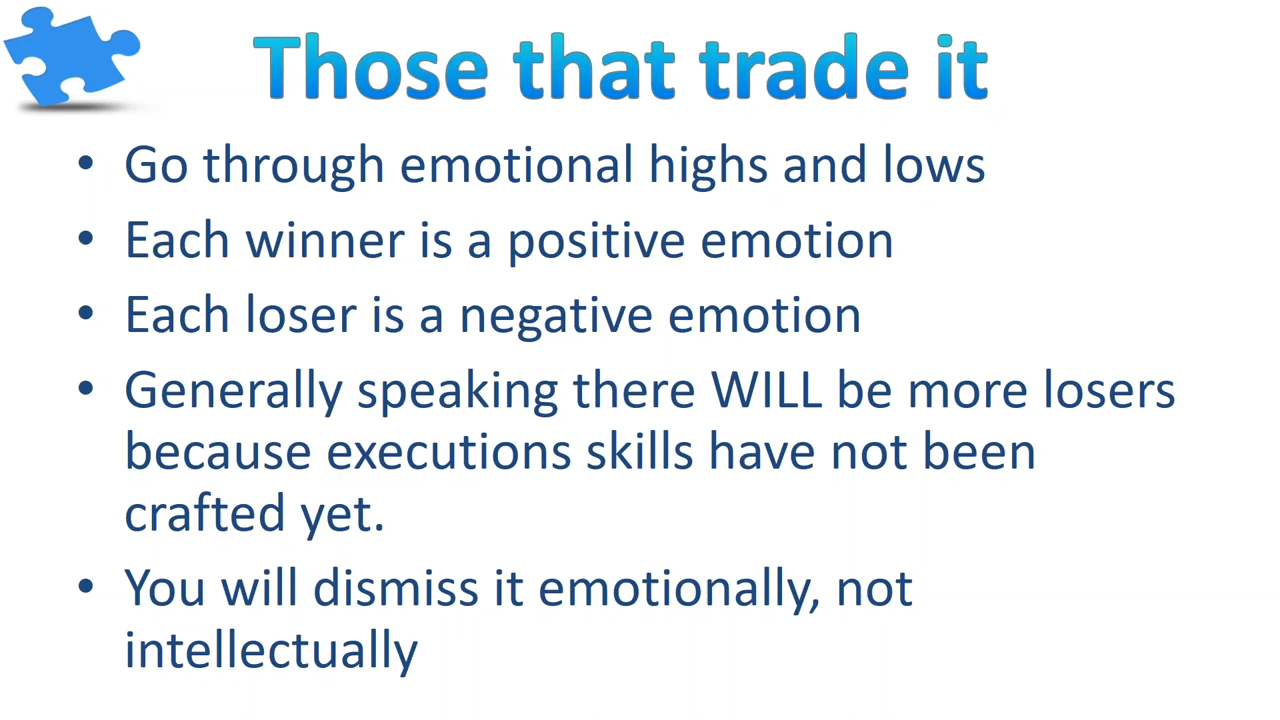 Those that trade it
• Go through emotional highs and lows
• Each winner is a positive emotion
• Each loser is a negative emotion
• Generally speaking there WILL be more losers
because executions skills have not been
crafted yet.
• You will dismiss it emotionally, not
intellectually